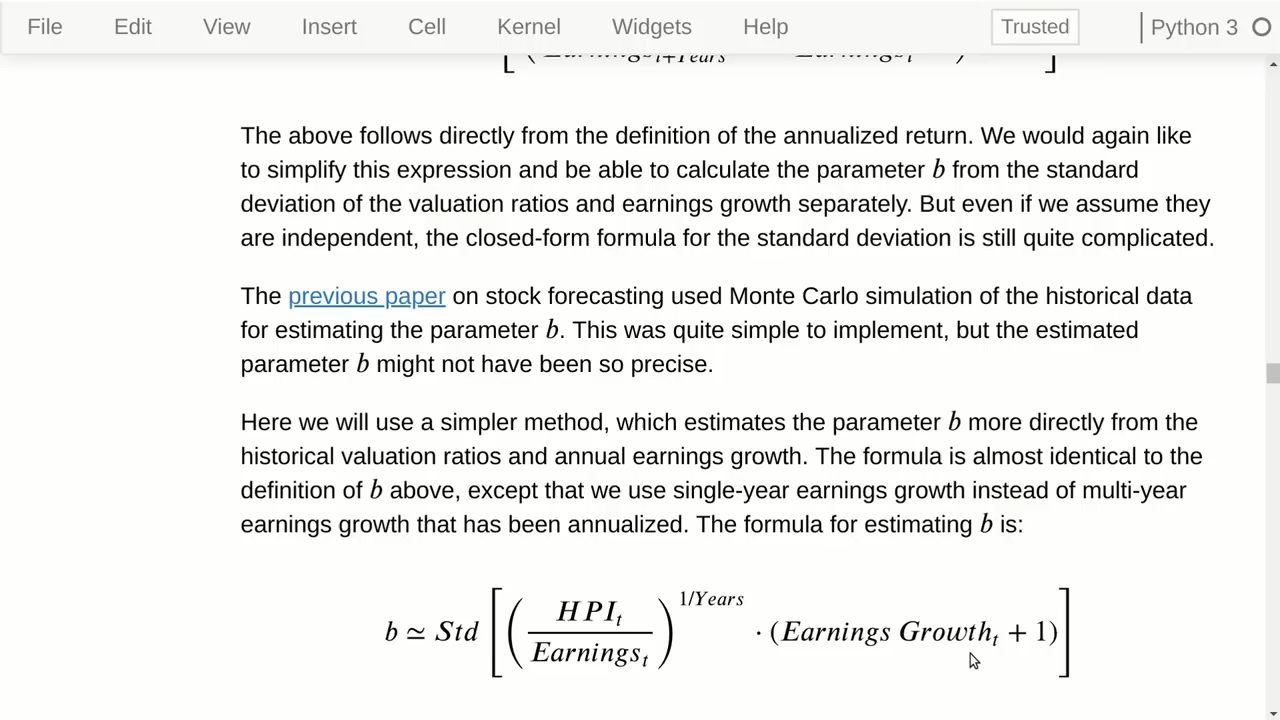 File Edit View Insert Cell Kernel Widgets Help Trusted Python 3
The above follows directly from the definition of the annualized return. We would again like
to simplify this expression and be able to calculate the parameter b from the standard
deviation of the valuation ratios and earnings growth separately. But even if we assume they
are independent, the closed-form formula for the standard deviation is still quite complicated.
The previous paper on stock forecasting used Monte Carlo simulation of the historical data
for estimating the parameter b. This was quite simple to implement, but the estimated
parameter b might not have been so precise.
Here we will use a simpler method, which estimates the parameter b more directly from the
historical valuation ratios and annual earnings growth. The formula is almost identical to the
definition of b above, except that we use single-year earnings growth instead of multi-year
earnings growth that has been annualized. The formula for estimating b is:
b ≃ Std [ ( HPI_t / Earnings_t )^{1/Years} · (Earnings Growth_t + 1) ]